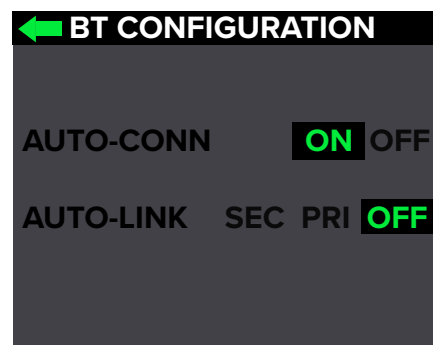 BT CONFIGURATION
AUTO-CONN ON OFF
AUTO-LINK SEC PRI OFF